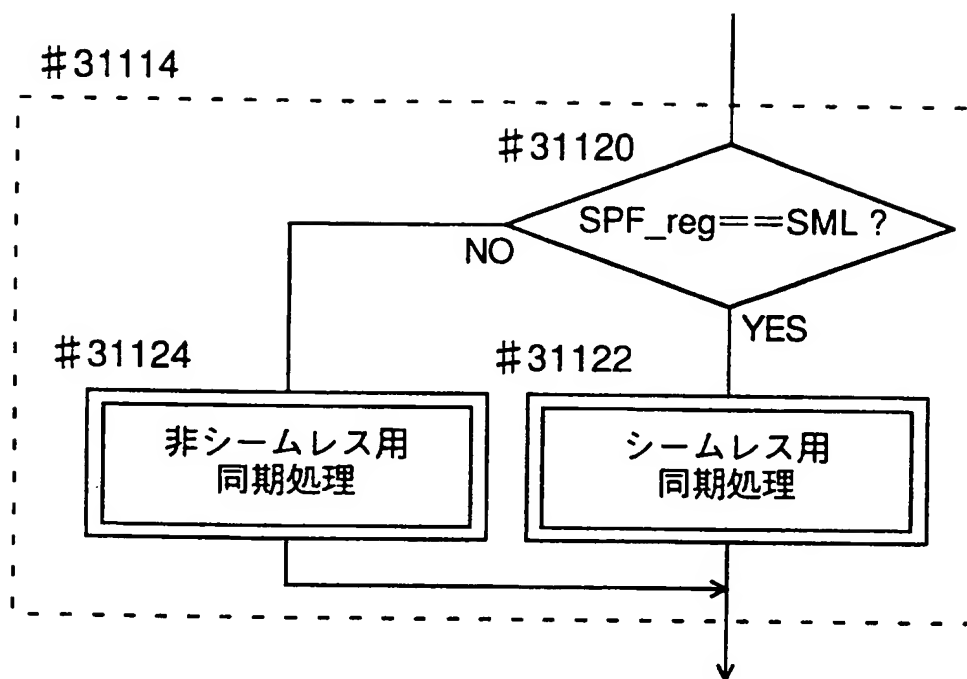 #31114
#31120
SPF_reg==SML ?
NO
YES
#31124
#31122
非シームレス用
同期処理
シームレス用
同期処理